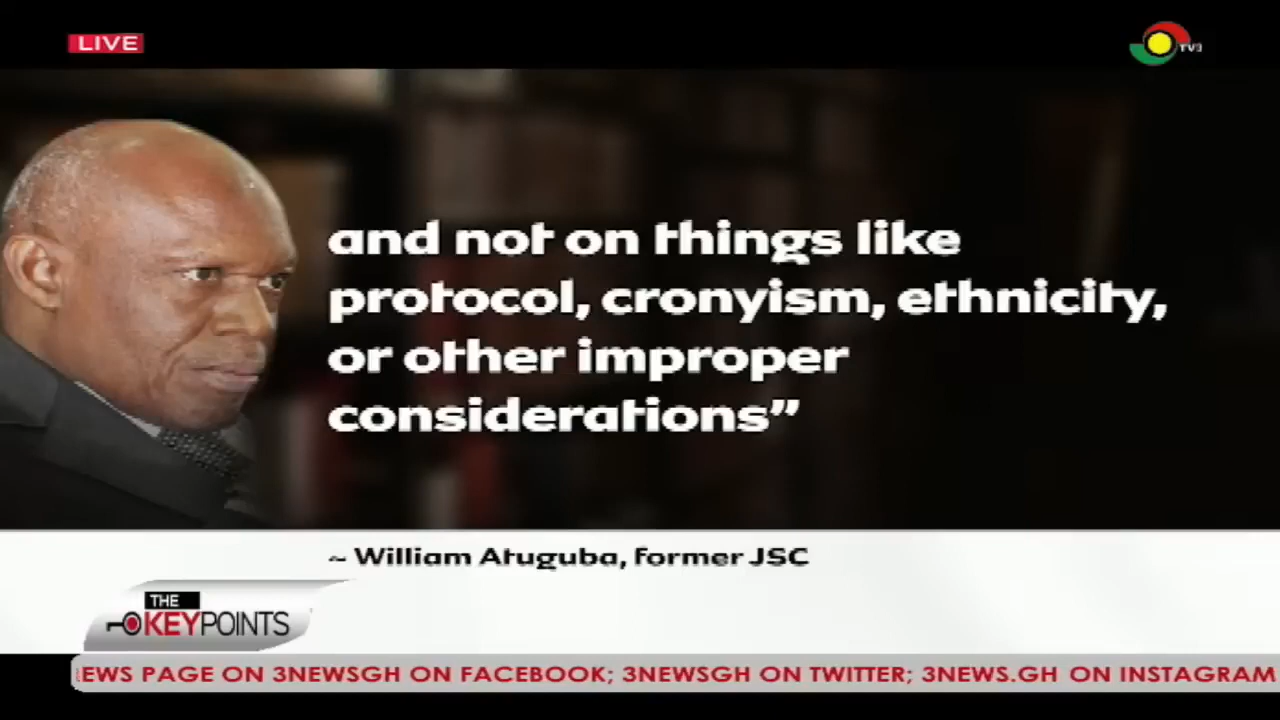 LIVE
TV3
and not on things like
protocol, cronyism, ethnicity,
or other improper
considerations”
~ William Atuguba, former JSC
THE
KEYPOINTS
EWS PAGE ON 3NEWSGH ON FACEBOOK; 3NEWSGH ON TWITTER; 3NEWS.GH ON INSTAGRAM